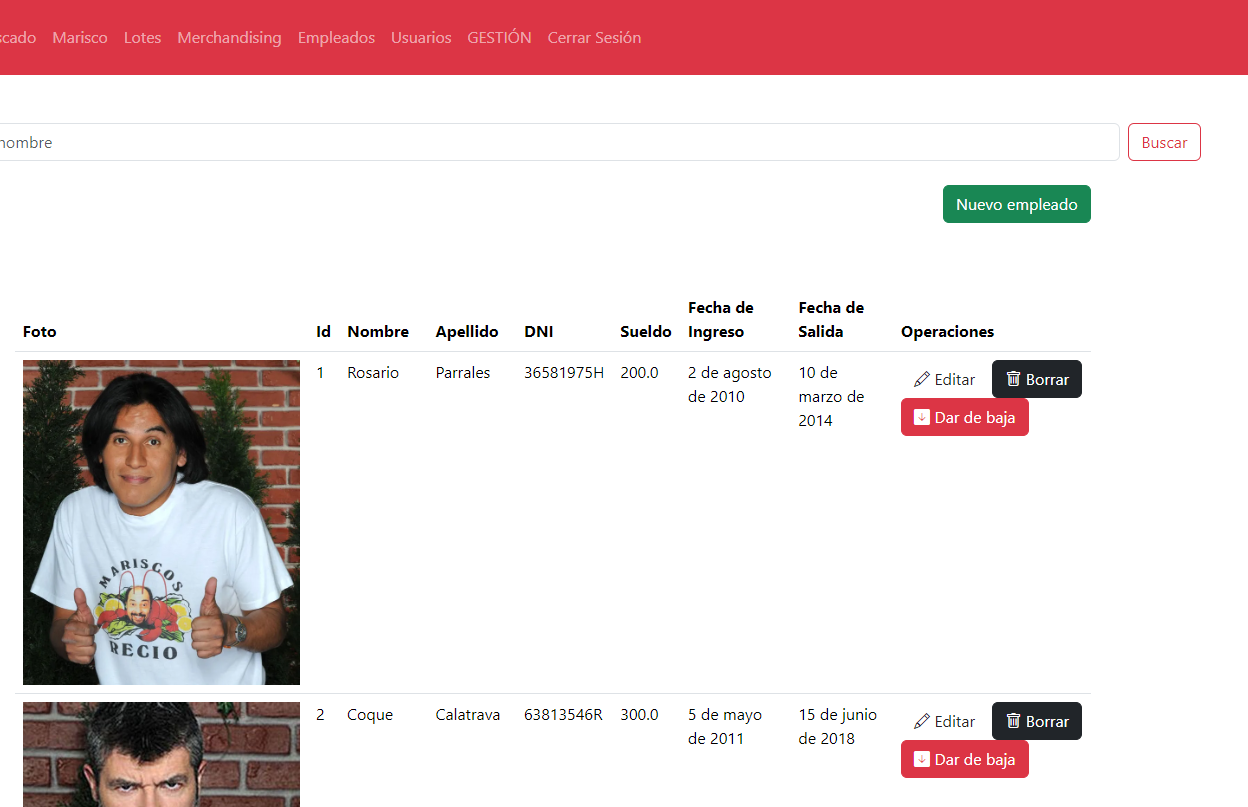 scado Marisco Lotes Merchandising Empleados Usuarios GESTIÓN Cerrar Sesión
nombre Buscar
Nuevo empleado
Foto Id Nombre Apellido DNI Sueldo Fecha de Ingreso Fecha de Salida Operaciones
1 Rosario Parrales 36581975H 200.0 2 de agosto de 2010 10 de marzo de 2014 Editar Borrar
Dar de baja
MARISCOS
RECIO
2 Coque Calatrava 63813546R 300.0 5 de mayo de 2011 15 de junio de 2018 Editar Borrar
Dar de baja